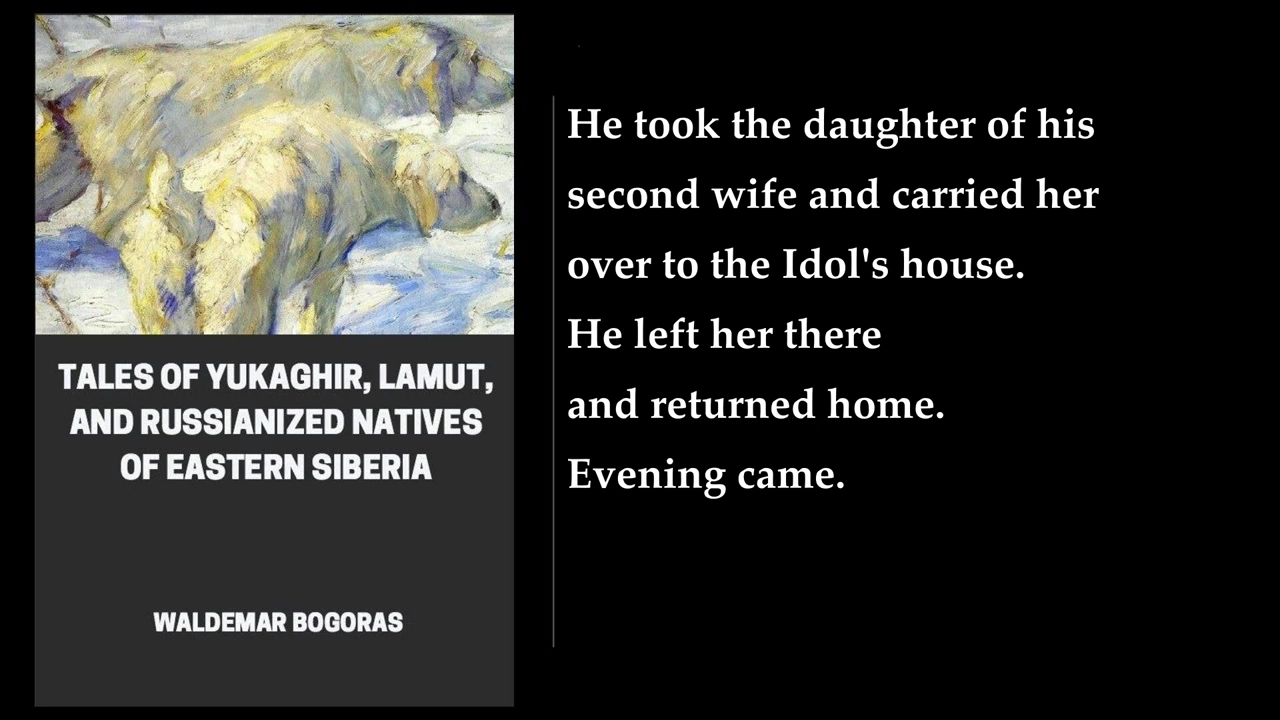 TALES OF YUKAGHIR, LAMUT,
AND RUSSIANIZED NATIVES
OF EASTERN SIBERIA
WALDEMAR BOGORAS
He took the daughter of his
second wife and carried her
over to the Idol's house.
He left her there
and returned home.
Evening came.